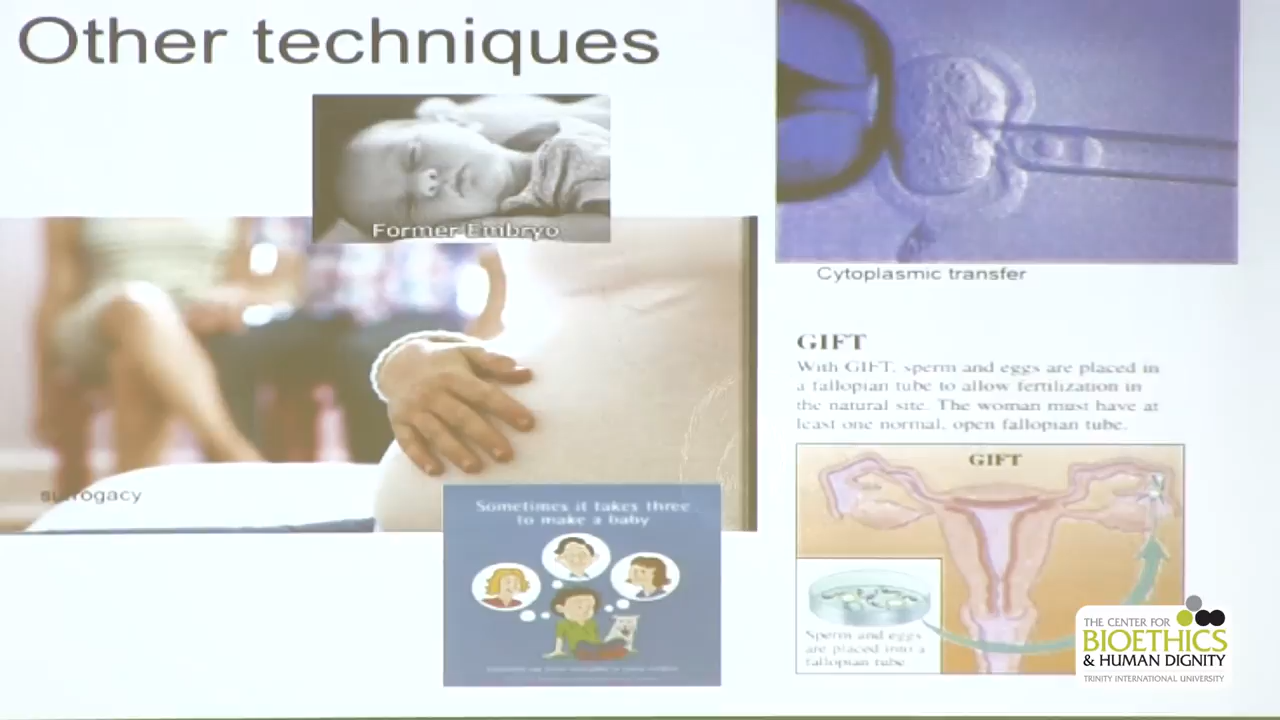 Other techniques
Former Embryo
surrogacy
Sometimes it takes three
to make a baby
Cytoplasmic transfer
GIFT
With GIFT, sperm and eggs are placed in
a fallopian tube to allow fertilization in
the natural site. The woman must have at
least one normal, open fallopian tube.
GIFT
Sperm and eggs
are placed into a
fallopian tube
THE CENTER FOR
BIOETHICS
& HUMAN DIGNITY
TRINITY INTERNATIONAL UNIVERSITY